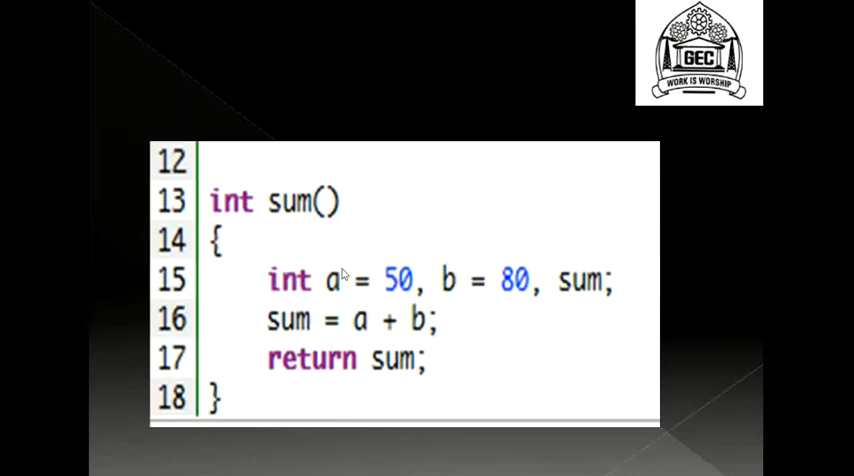 GEC
WORK IS WORSHIP
12
13 int sum()
14 {
15 int a = 50, b = 80, sum;
16 sum = a + b;
17 return sum;
18 }